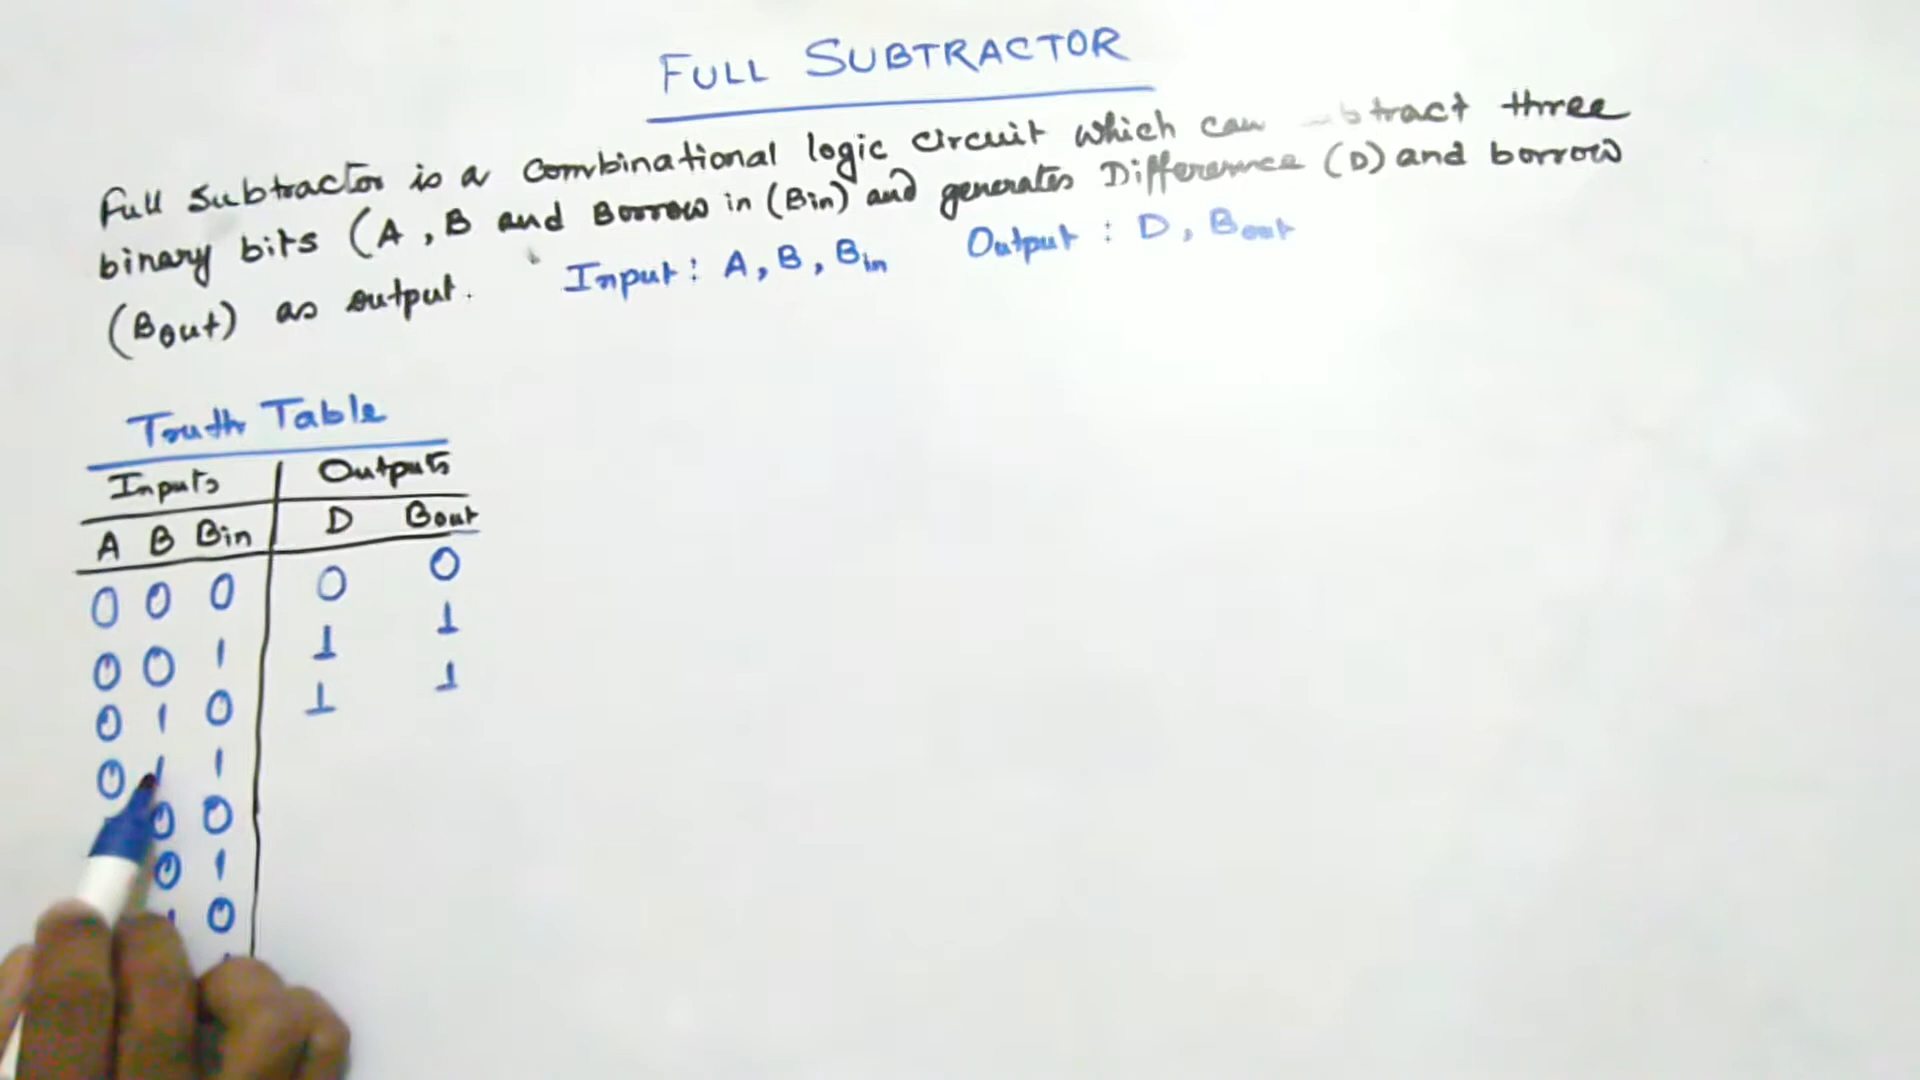 FULL SUBTRACTOR
Full Subtractor is a Combinational logic circuit which can btract three
binary bits (A, B and Borrow in (Bin) and generates Difference (D) and borrow
(Bout) as output.
Input: A, B, Bin Output: D, Bout
Truth Table
Inputs Outputs
A B Bin D Bout
0 0 0 0 0
0 0 1 1 1
0 1 0 1 1
0 1 1
0 0
0 1
0